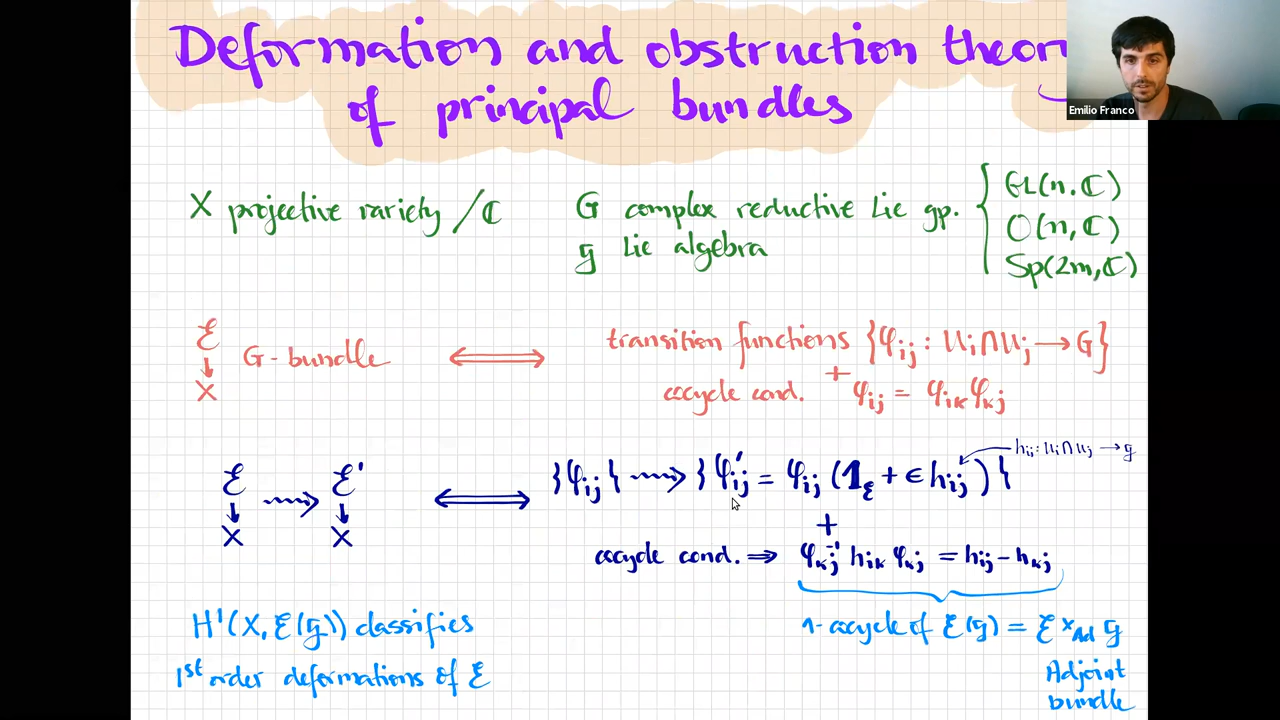 Deformation and obstruction theory
of principal bundles
Emilio Franco
X projective variety /ℂ
G complex reductive Lie gp. { GL(n.ℂ)
O(n,ℂ)
Sp(2m,ℂ)
𝔤 Lie algebra
ℰ ↓ X G-bundle ⟺ transition functions {φij : Ui∩Uj → G}
+
cocycle cond. φij = φik φkj
hij : Ui∩Uj → 𝔤
ℰ ↓ X ⇝ ℰ' ↓ X ⟺ {φij} ⇝ {φ'ij = φij (1ℰ + ϵ hij)}
+
cocycle cond. ⇒ φkj⁻¹ hik φkj = hij − hkj
H¹(X, ℰ(𝔤)) classifies
1st order deformations of ℰ
1-cocycle of ℰ(𝔤) = ℰ ×Ad 𝔤
Adjoint
bundle